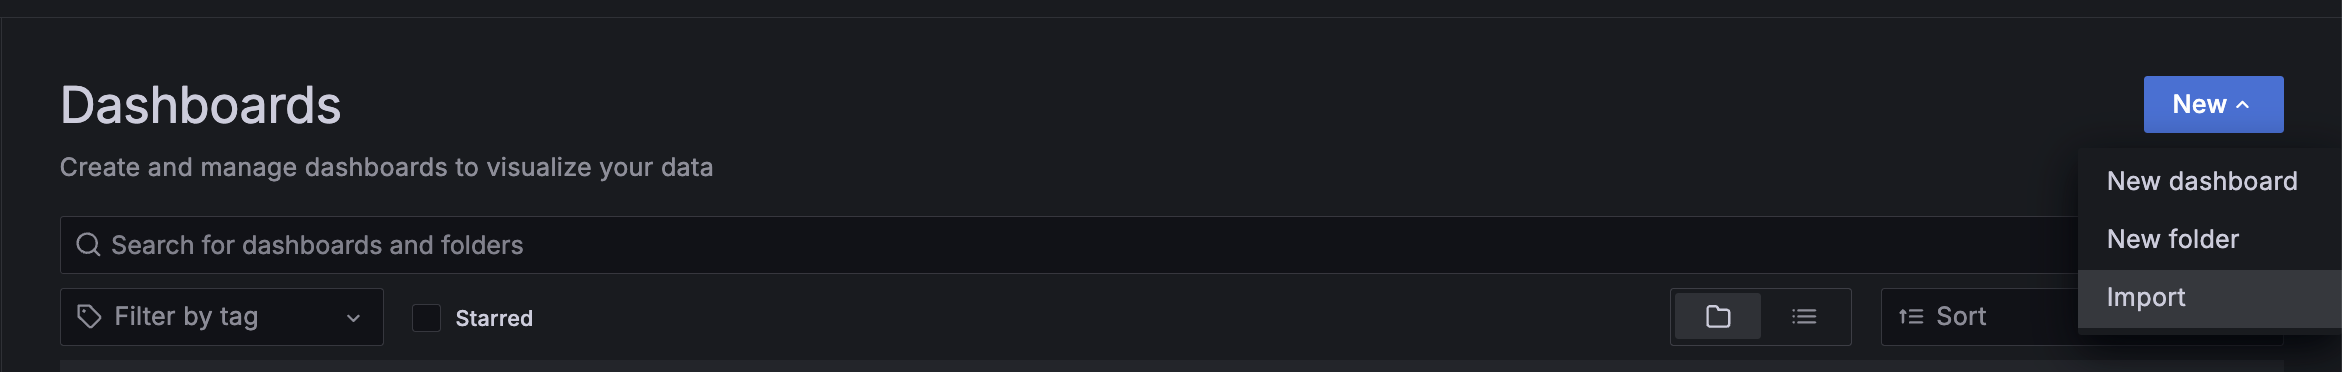 Dashboards
New
Create and manage dashboards to visualize your data
New dashboard
Search for dashboards and folders
New folder
Import
Filter by tag
Starred
Sort